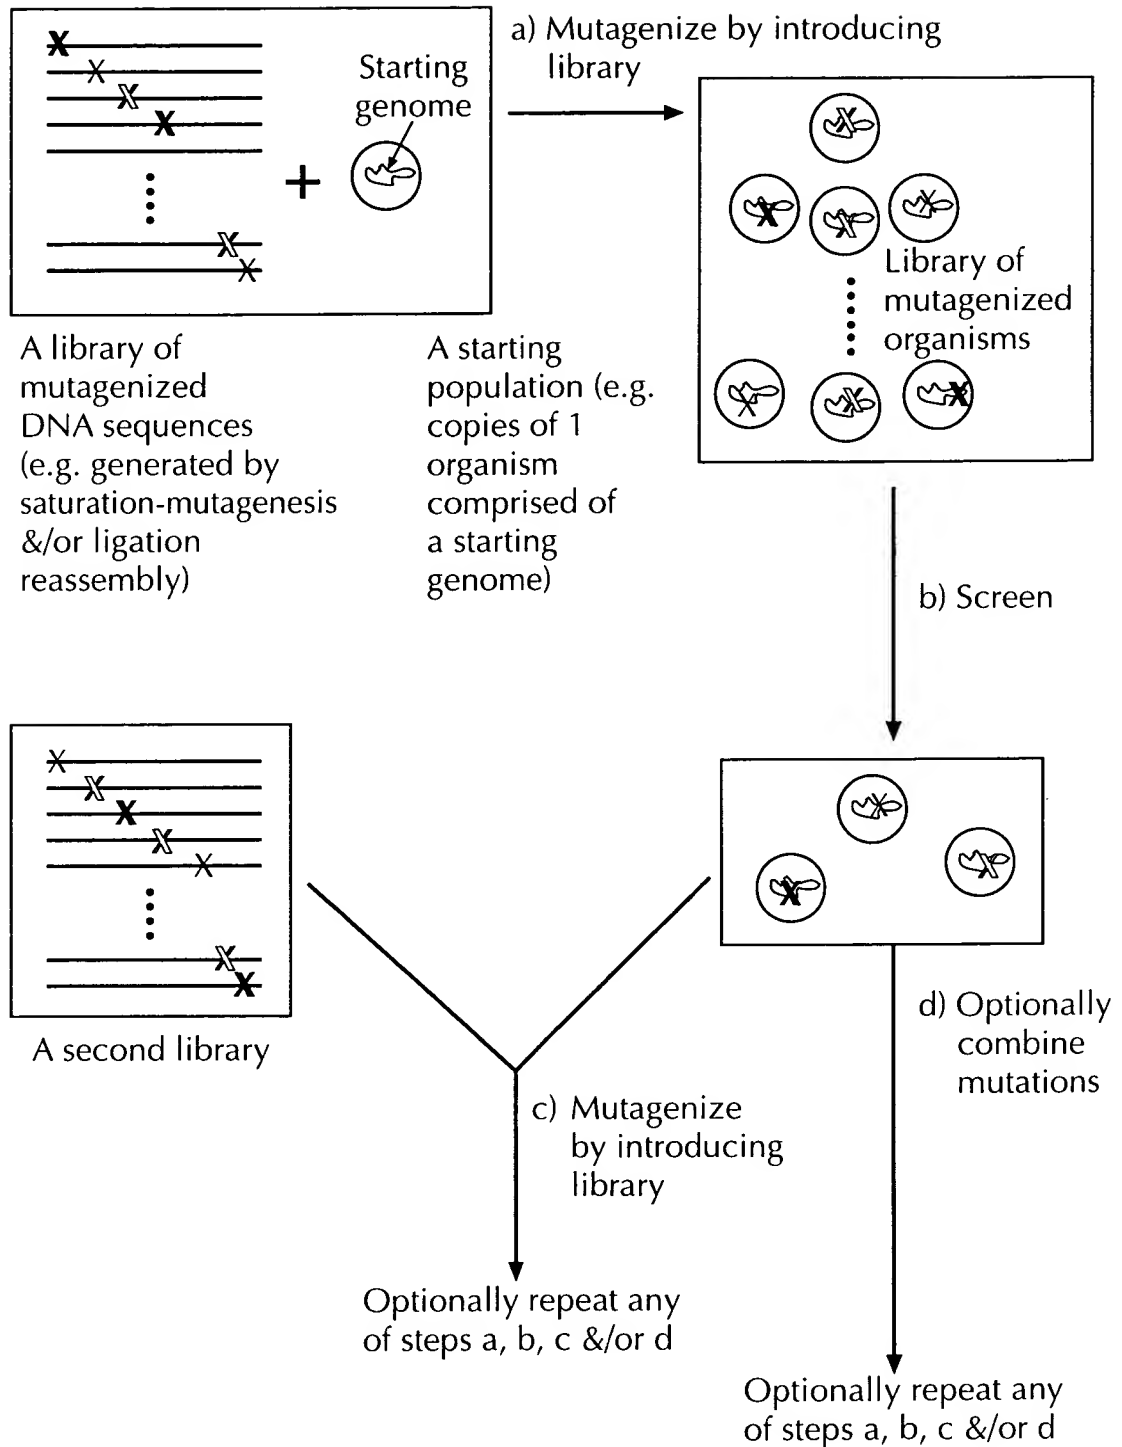 a) Mutagenize by introducing
library
Starting
genome
+
Library of
mutagenized
organisms
A library of
mutagenized
DNA sequences
(e.g. generated by
saturation-mutagenesis
&/or ligation
reassembly)
A starting
population (e.g.
copies of 1
organism
comprised of
a starting
genome)
b) Screen
A second library
c) Mutagenize
by introducing
library
d) Optionally
combine
mutations
Optionally repeat any
of steps a, b, c &/or d
Optionally repeat any
of steps a, b, c &/or d